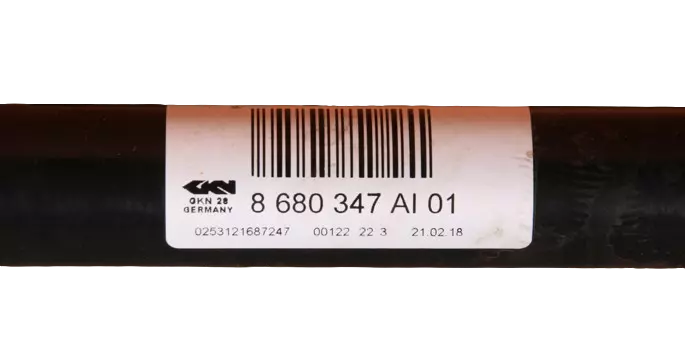 GKN
GKN 28
GERMANY
8 680 347 AI 01
0253121687247 00122 22 3 21.02.18